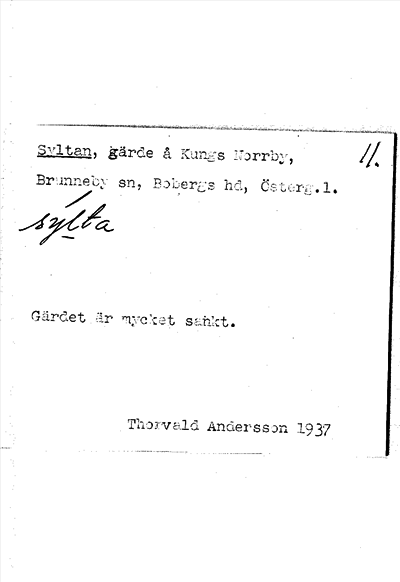 Syltan, gärde å Kungs Norrby, 11.
Brunneby sn, Bobergs hd, Österg.l.
sylta
Gärdet är mycket sankt.
Thorvald Andersson 1937